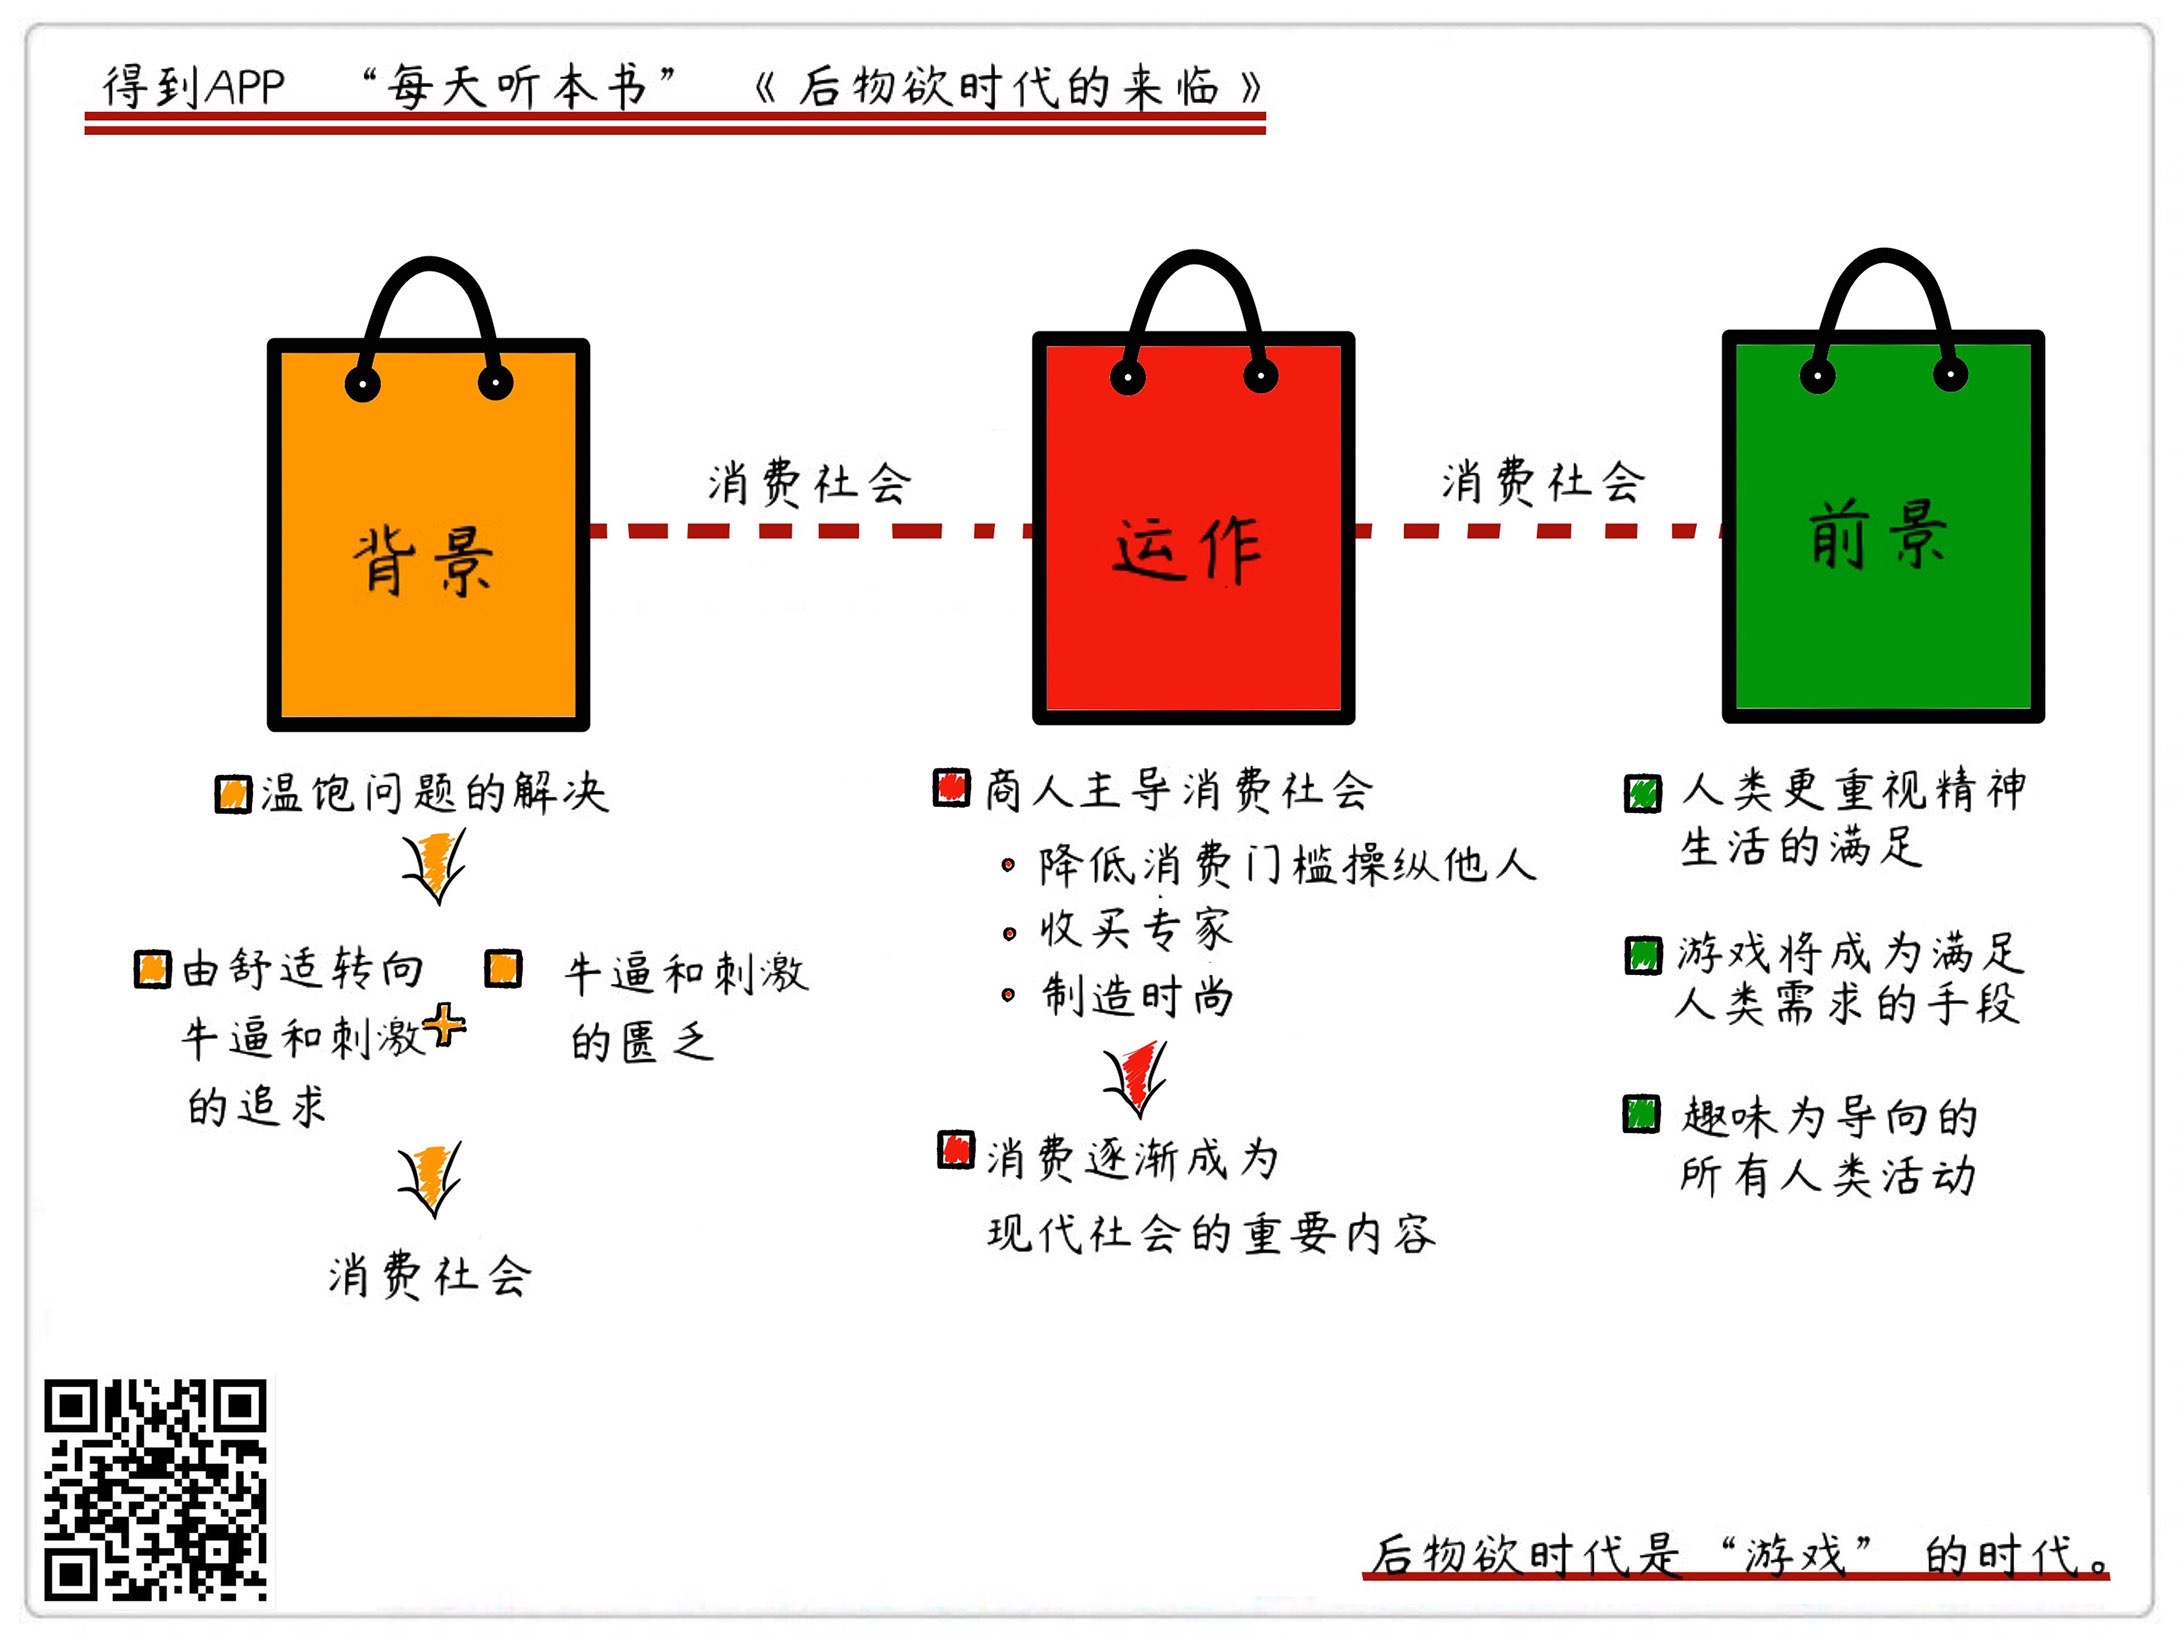 得到APP “每天听本书” 《后物欲时代的来临》
背景
消费社会
运作
消费社会
前景
温饱问题的解决
由舒适转向
牛逼和刺激
的追求
+
牛逼和刺激
的匮乏
消费社会
商人主导消费社会
降低消费门槛操纵他人
收买专家
制造时尚
消费逐渐成为
现代社会的重要内容
人类更重视精神
生活的满足
游戏将成为满足
人类需求的手段
趣味为导向的
所有人类活动
后物欲时代是“游戏”的时代。